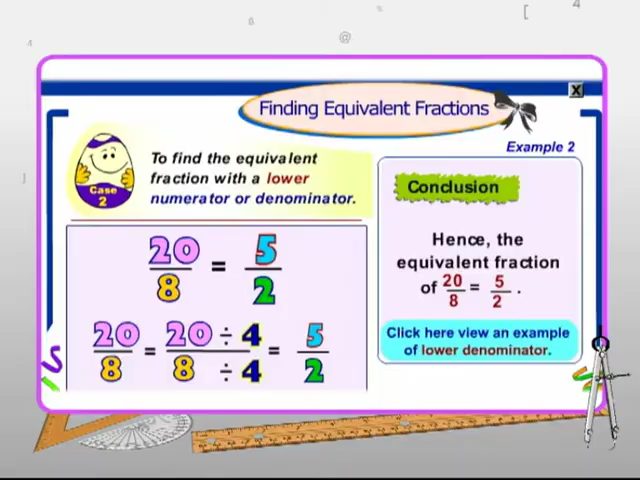 Finding Equivalent Fractions
X
Example 2
Case
2
To find the equivalent
fraction with a lower
numerator or denominator.
20/8 = 5/2
20/8 = 20 ÷ 4/8 ÷ 4 = 5/2
Conclusion
Hence, the
equivalent fraction
of 20/8 = 5/2 .
Click here view an example
of lower denominator.